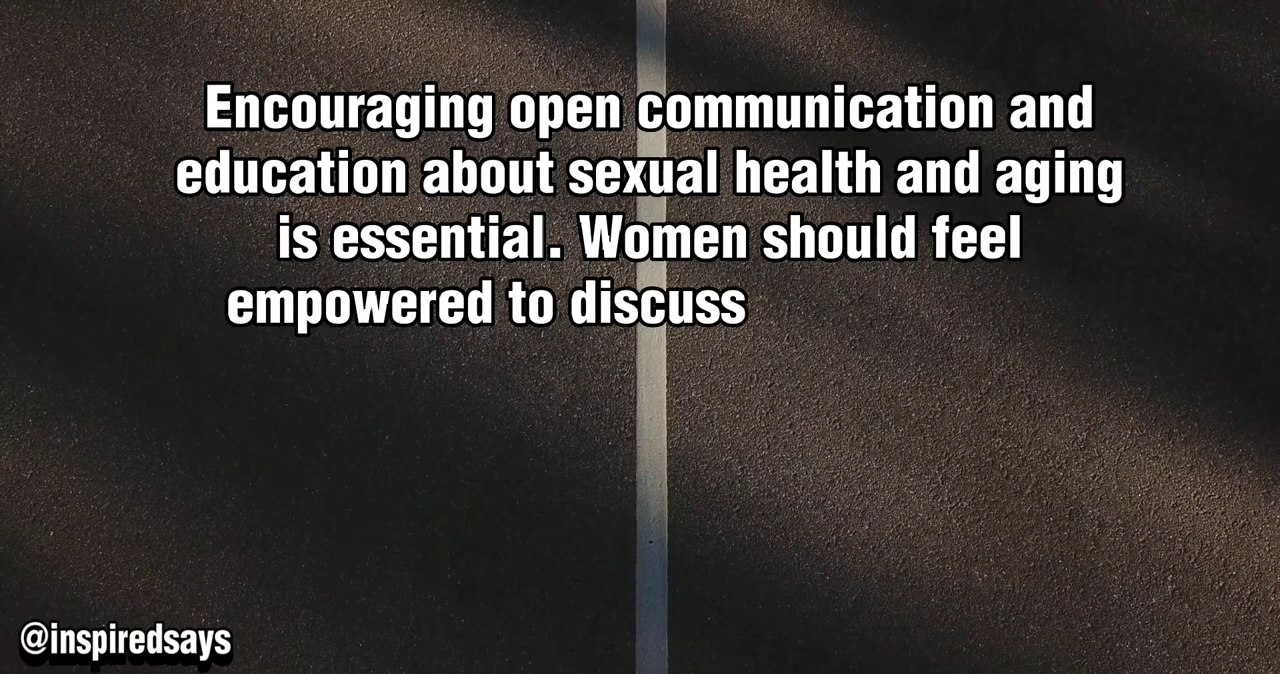 Encouraging open communication and
education about sexual health and aging
is essential. Women should feel
empowered to discuss
@inspiredsays